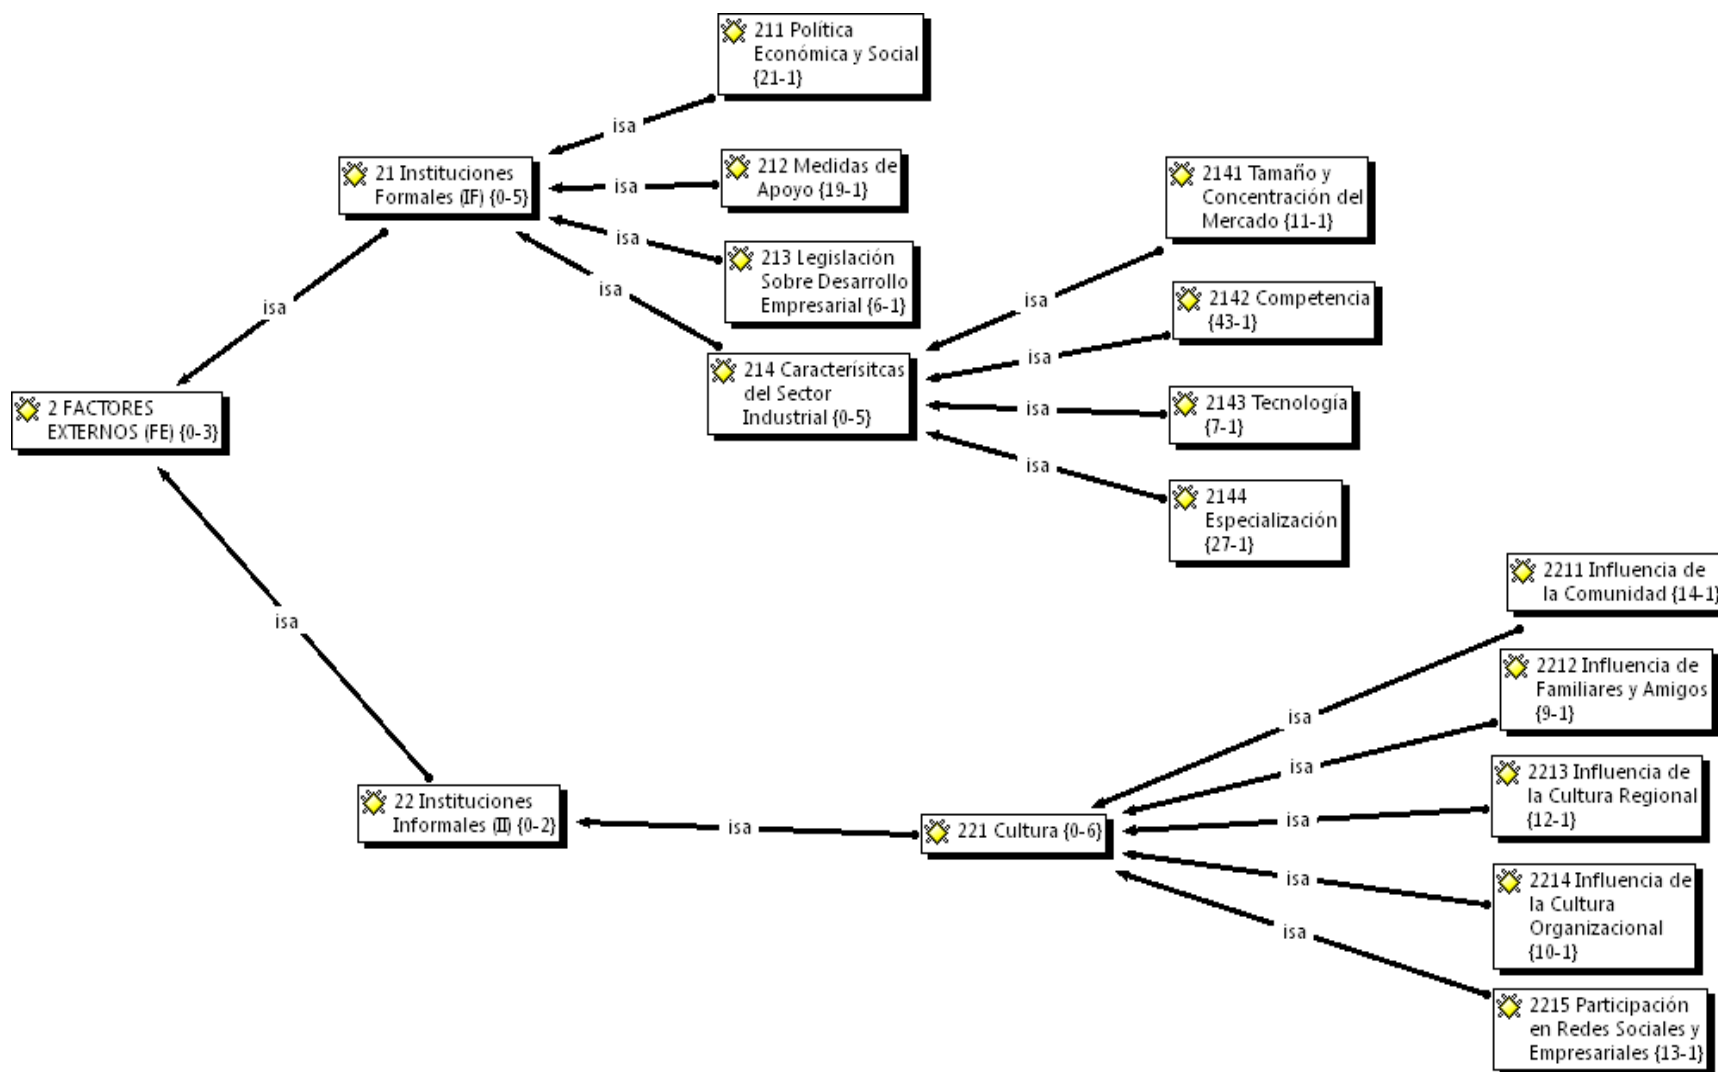 211 Política
Económica y Social
{21-1}
isa
21 Instituciones
Formales (IF) {0-5}
isa
212 Medidas de
Apoyo {19-1}
isa
213 Legislación
Sobre Desarrollo
Empresarial {6-1}
isa
214 Caracterísitcas
del Sector
Industrial {0-5}
2141 Tamaño y
Concentración del
Mercado {11-1}
isa
2142 Competencia
{43-1}
isa
2143 Tecnología
{7-1}
isa
2144
Especialización
{27-1}
isa
isa
2 FACTORES
EXTERNOS (FE) {0-3}
isa
22 Instituciones
Informales (II) {0-2}
isa
221 Cultura {0-6}
2211 Influencia de
la Comunidad {14-1}
isa
2212 Influencia de
Familiares y Amigos
{9-1}
isa
2213 Influencia de
la Cultura Regional
{12-1}
isa
2214 Influencia de
la Cultura
Organizacional
{10-1}
isa
2215 Participación
en Redes Sociales y
Empresariales {13-1}
isa